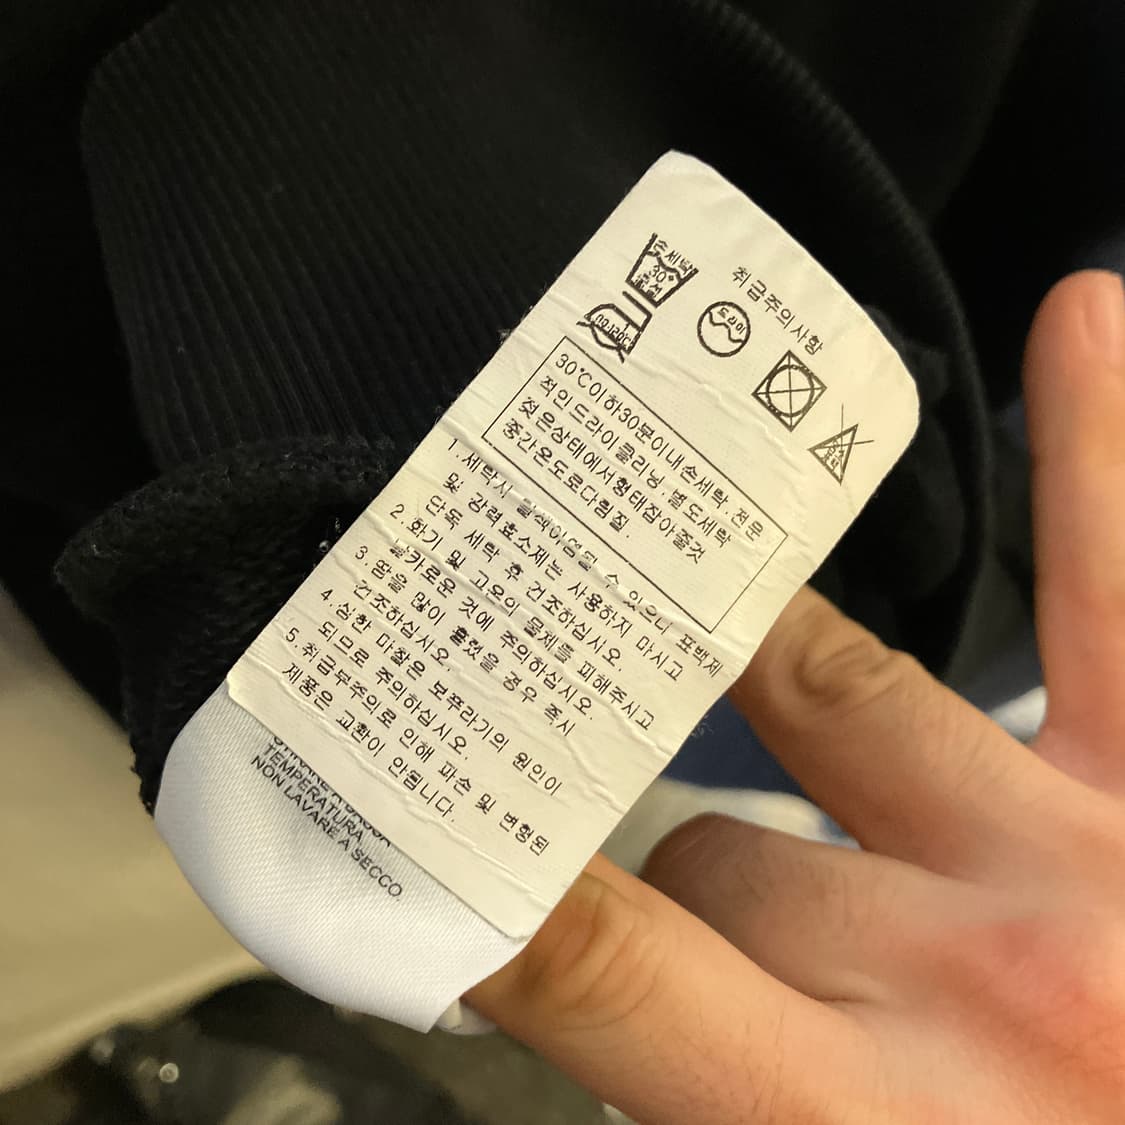 취급주의사항
손세탁
30°
중성
드라이
80-120℃
염소
표백
30℃이하30분이내손세탁.전문
적인드라이클리닝.별도세탁
젖은상태에서형태잡아줄것
중간온도로다림질.
1.세탁시 물색이염될 수 있으니 표백제
및 강력효소제는 사용하지 마시고
단독 세탁 후 건조하십시오.
2.화기 및 고온의 물체를 피해주시고
날카로운 것에 주의하십시오.
3.땀을 많이 흘렸을 경우 즉시
건조하십시오.
4.심한 마찰은 보푸라기의 원인이
되므로 주의하십시오.
5.취급부주의로 인해 파손 및 변형된
제품은 교환이 안됩니다.
TEMPERATURA
NON LAVARE A SECCO.